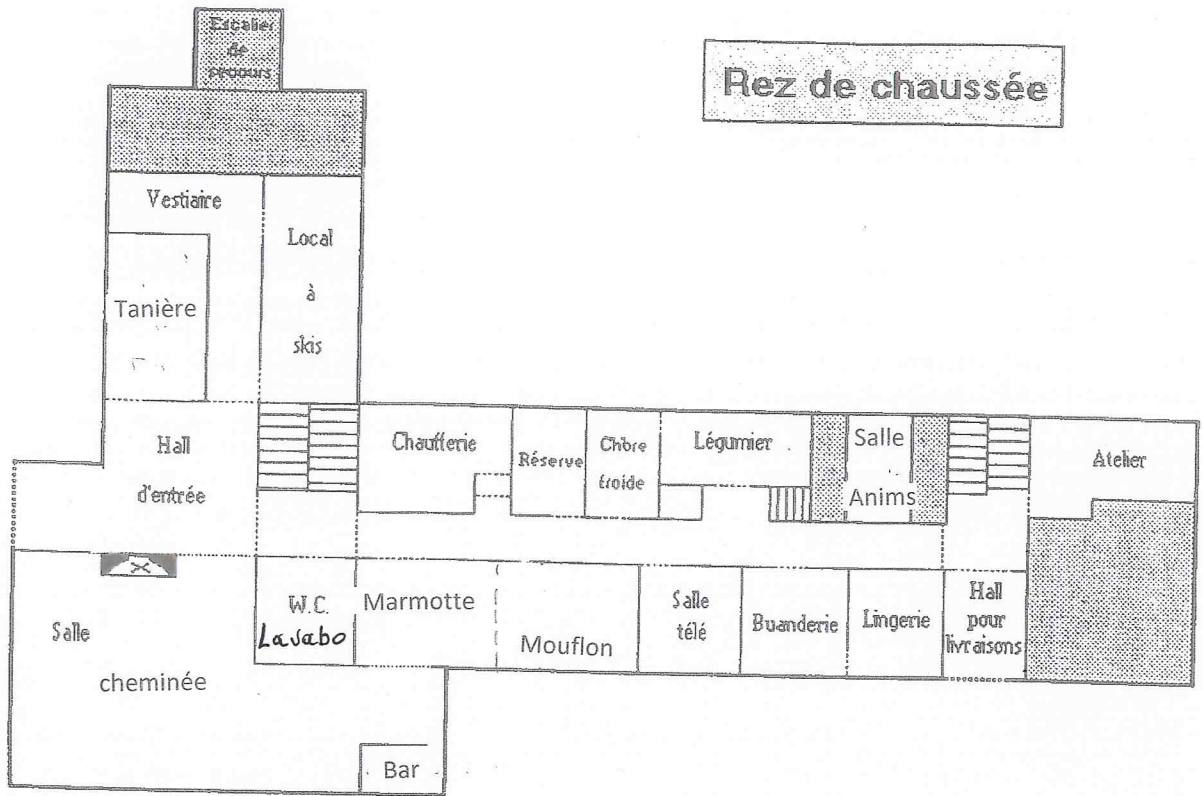 Escalier
de
secours
Rez de chaussée
Vestiaire
Local
à
skis
Tanière
Hall
d'entrée
Chaufferie
Réserve
Chbre
froide
Légumier
Salle
Anims
Atelier
Salle
cheminée
W.C.
Lavabo
Marmotte
Mouflon
Salle
télé
Buanderie
Lingerie
Hall
pour
livraisons
Bar